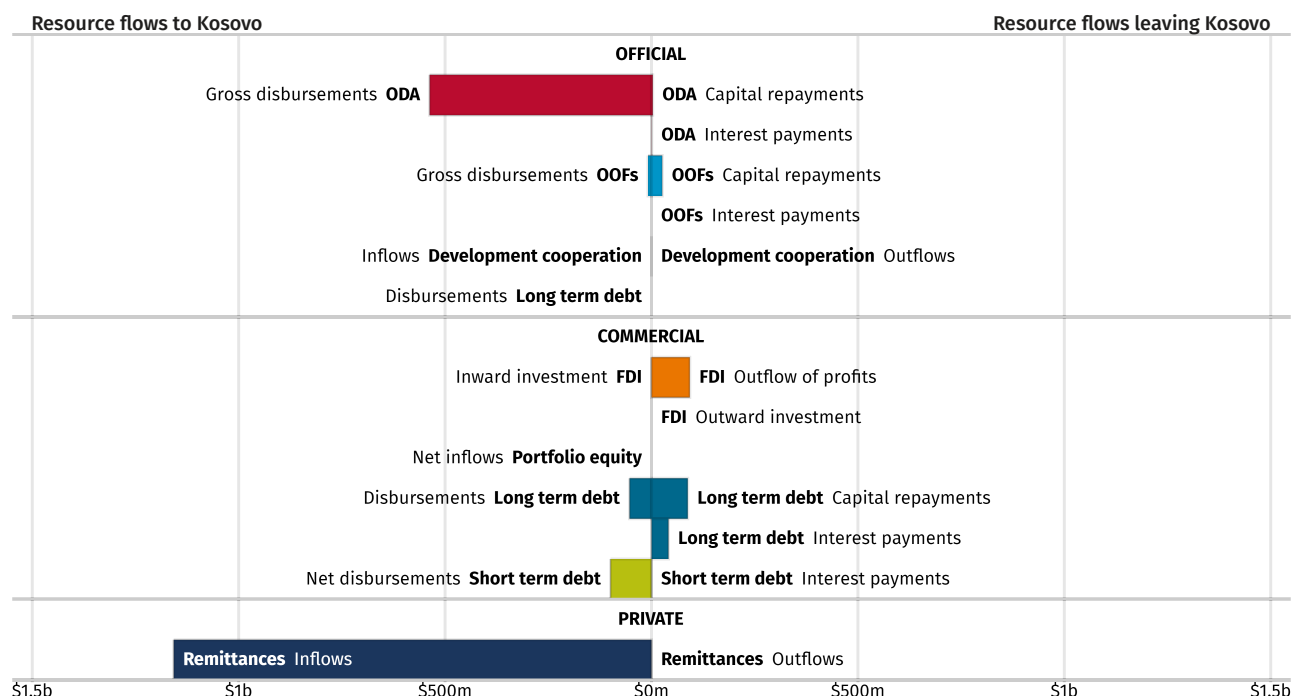 Resource flows to Kosovo Resource flows leaving Kosovo
OFFICIAL
Gross disbursements ODA ODA Capital repayments
ODA Interest payments
Gross disbursements OOFs OOFs Capital repayments
OOFs Interest payments
Inflows Development cooperation Development cooperation Outflows
Disbursements Long term debt
COMMERCIAL
Inward investment FDI FDI Outflow of profits
FDI Outward investment
Net inflows Portfolio equity
Disbursements Long term debt Long term debt Capital repayments
Long term debt Interest payments
Net disbursements Short term debt Short term debt Interest payments
PRIVATE
Remittances Inflows Remittances Outflows
$1.5b $1b $500m $0m $500m $1b $1.5b